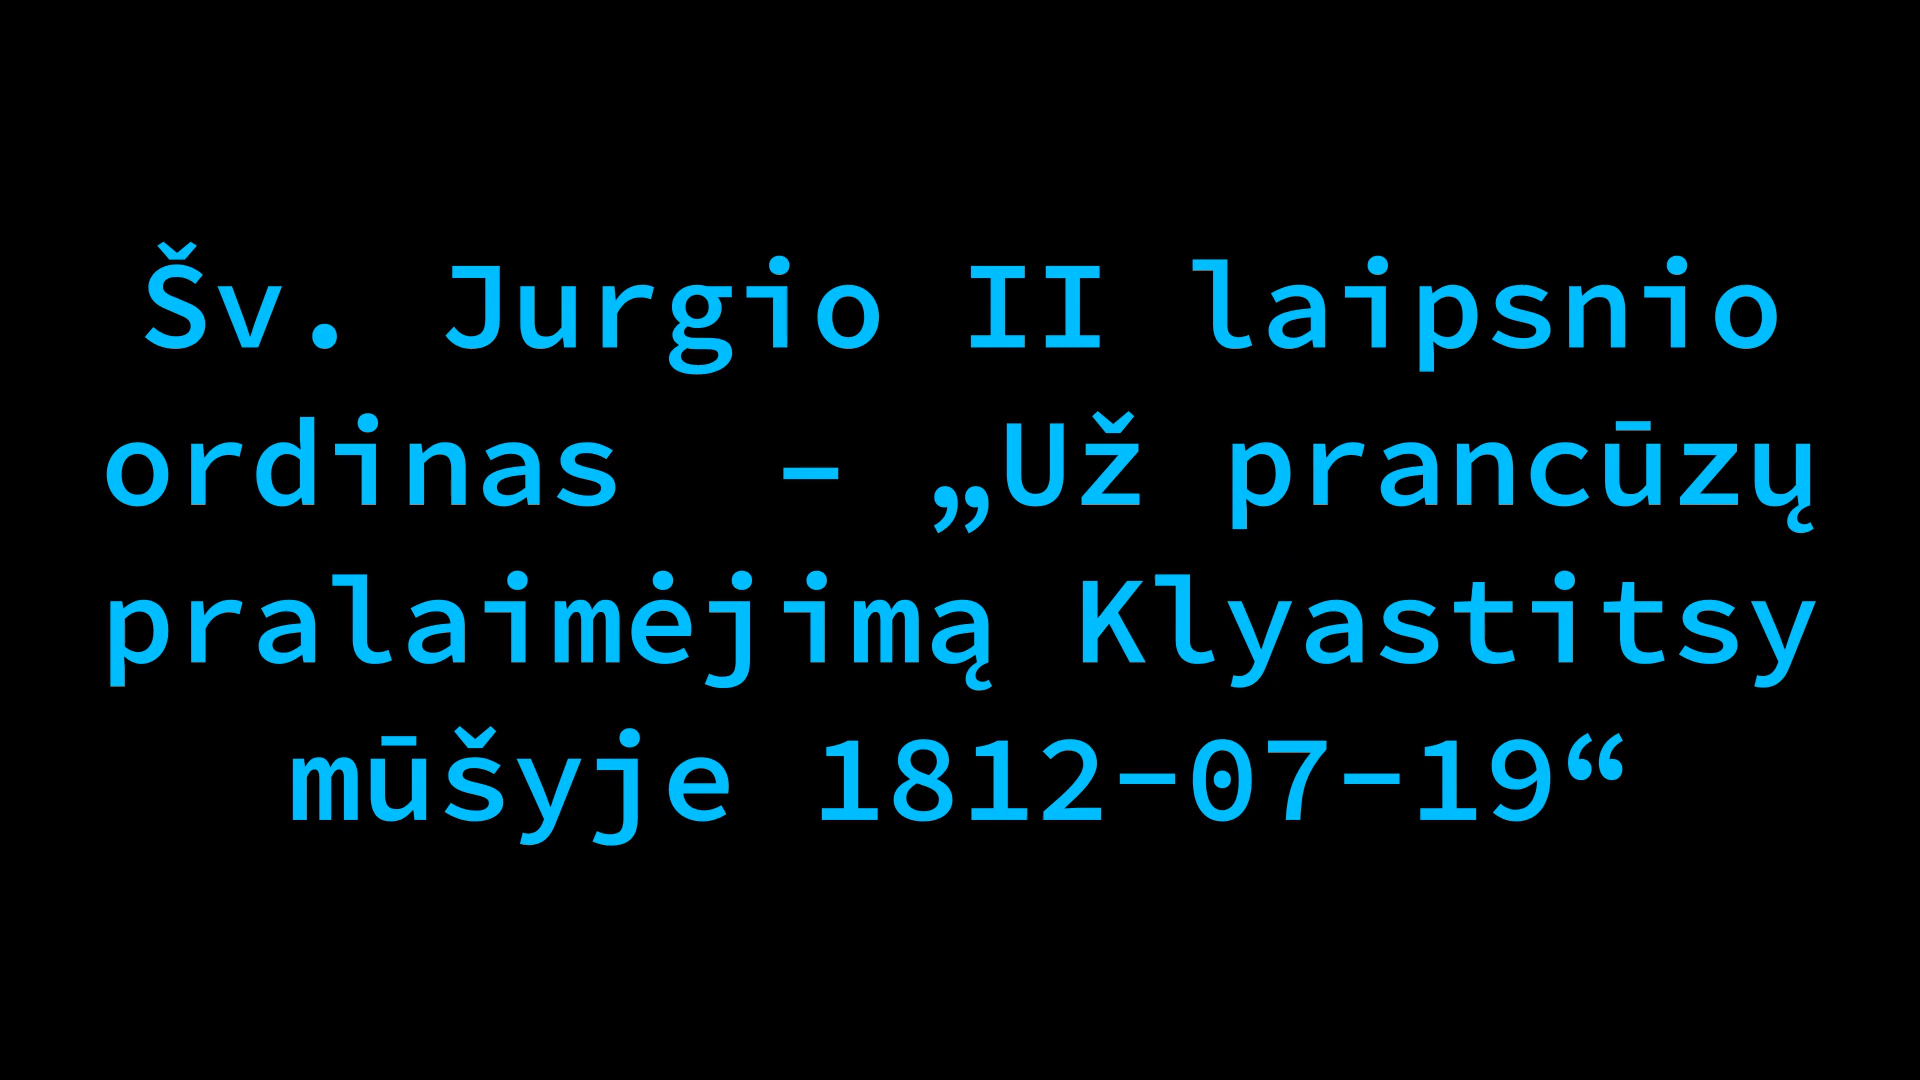 Šv. Jurgio II laipsnio
ordinas  – „Už prancūzų
pralaimėjimą Klyastitsy
mūšyje 1812-07-19“